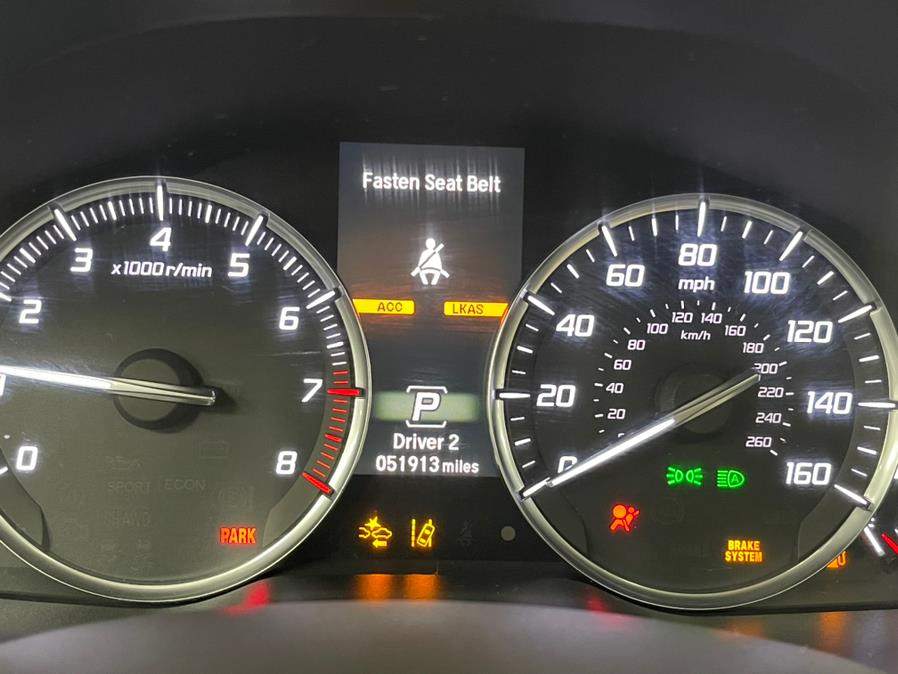 Fasten Seat Belt
ACC LKAS
P
Driver 2
051913 miles
0
2
3
4
5
6
7
8
x1000 r/min
SPORT ECON
PARK
0
20
40
60
80
100
120
140
160
mph
20
40
60
80
100
120
140
160
180
200
220
240
260
km/h
A
BRAKE
SYSTEM